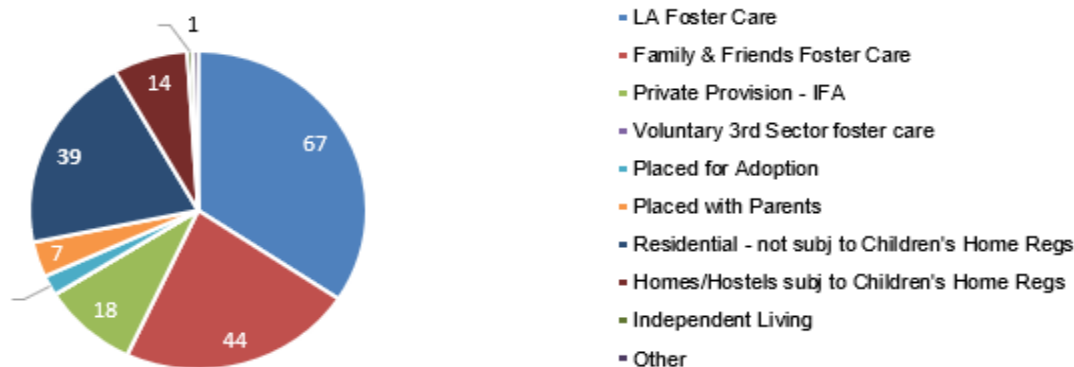 1
14
67
39
7
18
44
LA Foster Care
Family & Friends Foster Care
Private Provision - IFA
Voluntary 3rd Sector foster care
Placed for Adoption
Placed with Parents
Residential - not subj to Children's Home Regs
Homes/Hostels subj to Children's Home Regs
Independent Living
Other